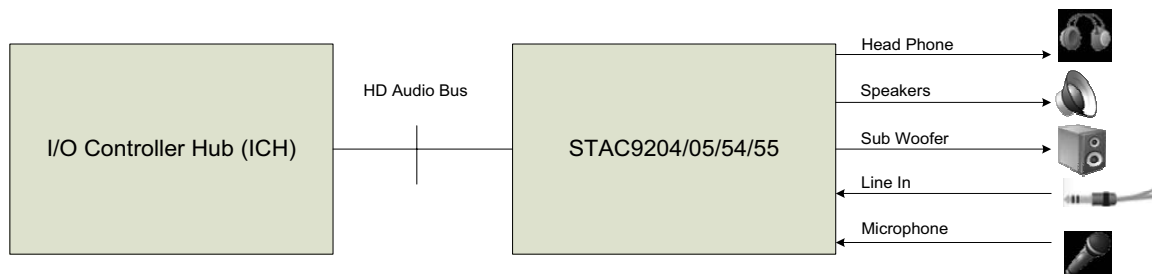 I/O Controller Hub (ICH)
HD Audio Bus
STAC9204/05/54/55
Head Phone
Speakers
Sub Woofer
Line In
Microphone